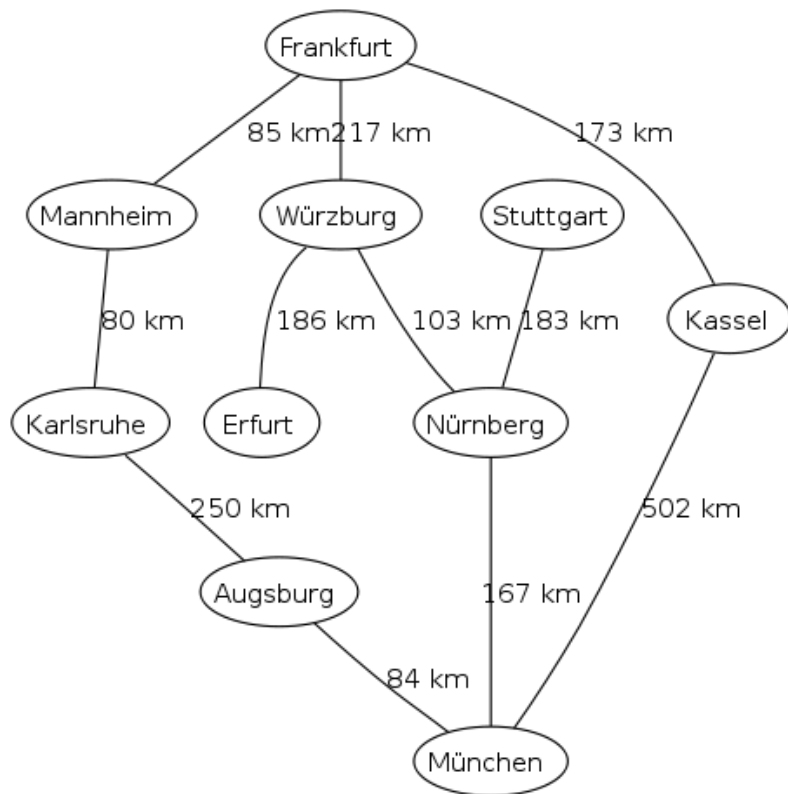 Frankfurt
85 km
217 km
173 km
Mannheim
Würzburg
Stuttgart
Kassel
80 km
186 km
103 km
183 km
Karlsruhe
Erfurt
Nürnberg
250 km
502 km
Augsburg
167 km
84 km
München